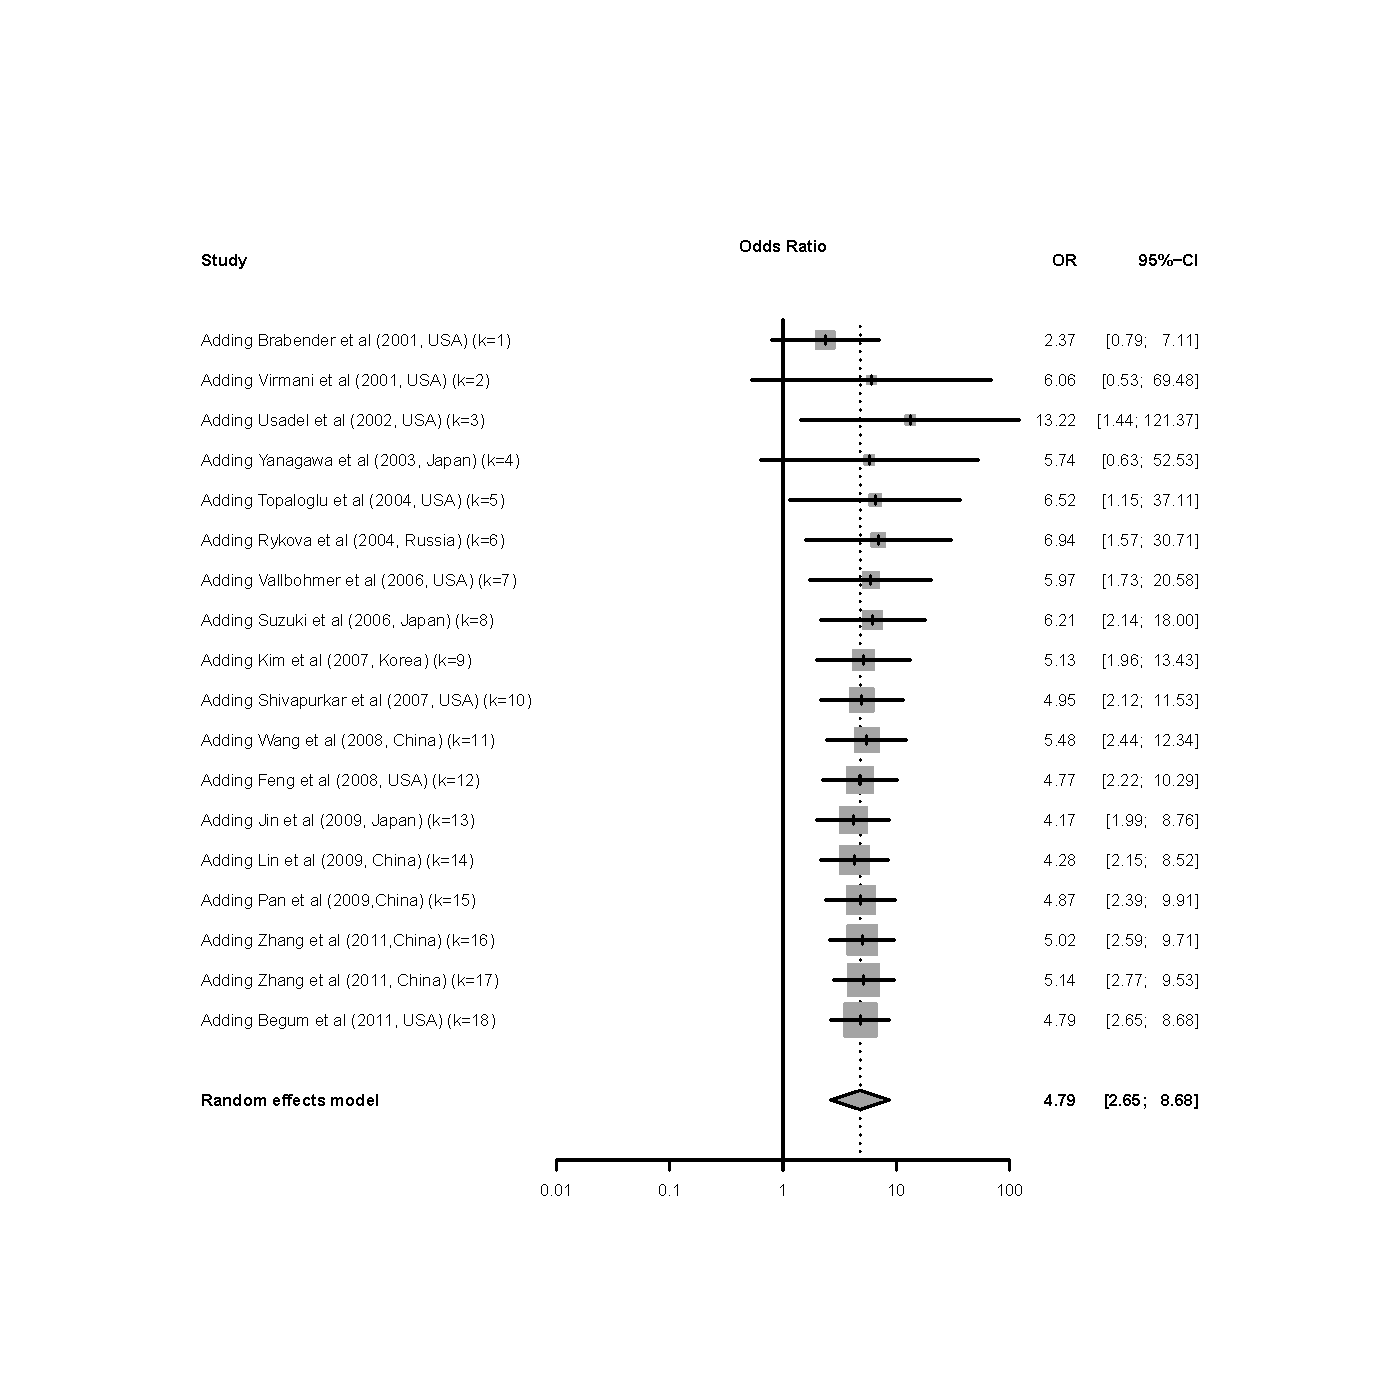 Odds Ratio
Study OR 95%−CI
Adding Brabender et al (2001, USA) (k=1) 2.37 [0.79; 7.11]
Adding Virmani et al (2001, USA) (k=2) 6.06 [0.53; 69.48]
Adding Usadel et al (2002, USA) (k=3) 13.22 [1.44; 121.37]
Adding Yanagawa et al (2003, Japan) (k=4) 5.74 [0.63; 52.53]
Adding Topaloglu et al (2004, USA) (k=5) 6.52 [1.15; 37.11]
Adding Rykova et al (2004, Russia) (k=6) 6.94 [1.57; 30.71]
Adding Vallbohmer et al (2006, USA) (k=7) 5.97 [1.73; 20.58]
Adding Suzuki et al (2006, Japan) (k=8) 6.21 [2.14; 18.00]
Adding Kim et al (2007, Korea) (k=9) 5.13 [1.96; 13.43]
Adding Shivapurkar et al (2007, USA) (k=10) 4.95 [2.12; 11.53]
Adding Wang et al (2008, China) (k=11) 5.48 [2.44; 12.34]
Adding Feng et al (2008, USA) (k=12) 4.77 [2.22; 10.29]
Adding Jin et al (2009, Japan) (k=13) 4.17 [1.99; 8.76]
Adding Lin et al (2009, China) (k=14) 4.28 [2.15; 8.52]
Adding Pan et al (2009,China) (k=15) 4.87 [2.39; 9.91]
Adding Zhang et al (2011,China) (k=16) 5.02 [2.59; 9.71]
Adding Zhang et al (2011, China) (k=17) 5.14 [2.77; 9.53]
Adding Begum et al (2011, USA) (k=18) 4.79 [2.65; 8.68]
Random effects model 4.79 [2.65; 8.68]
0.01 0.1 1 10 100